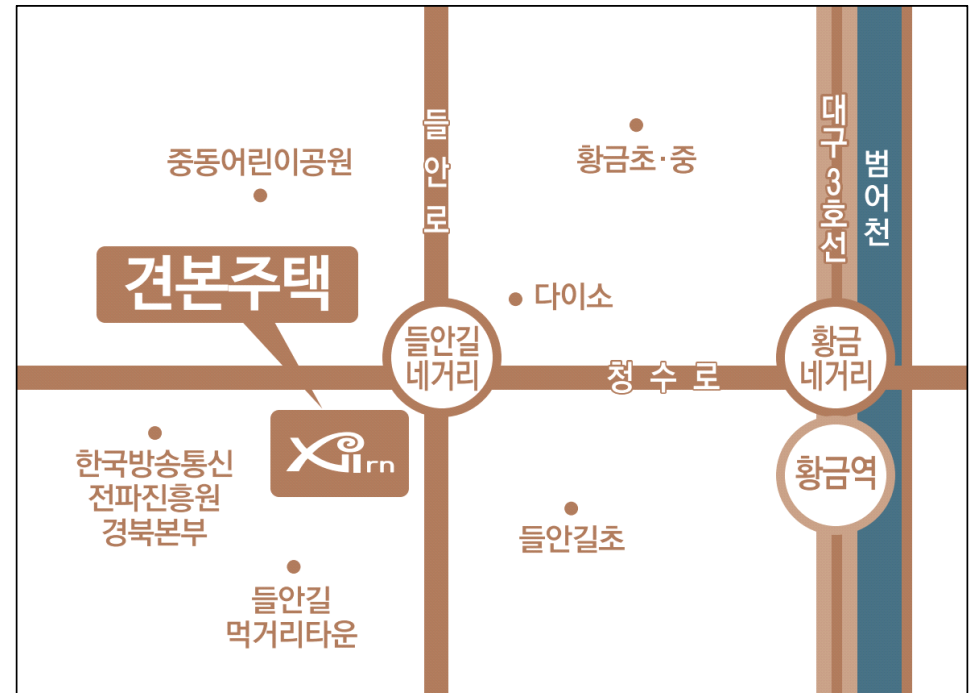 들안로
대구3호선
범어천
황금초·중
중동어린이공원
견본주택
다이소
들안길
네거리
청수로
황금
네거리
Xii rn
한국방송통신
전파진흥원
경북본부
황금역
들안길초
들안길
먹거리타운